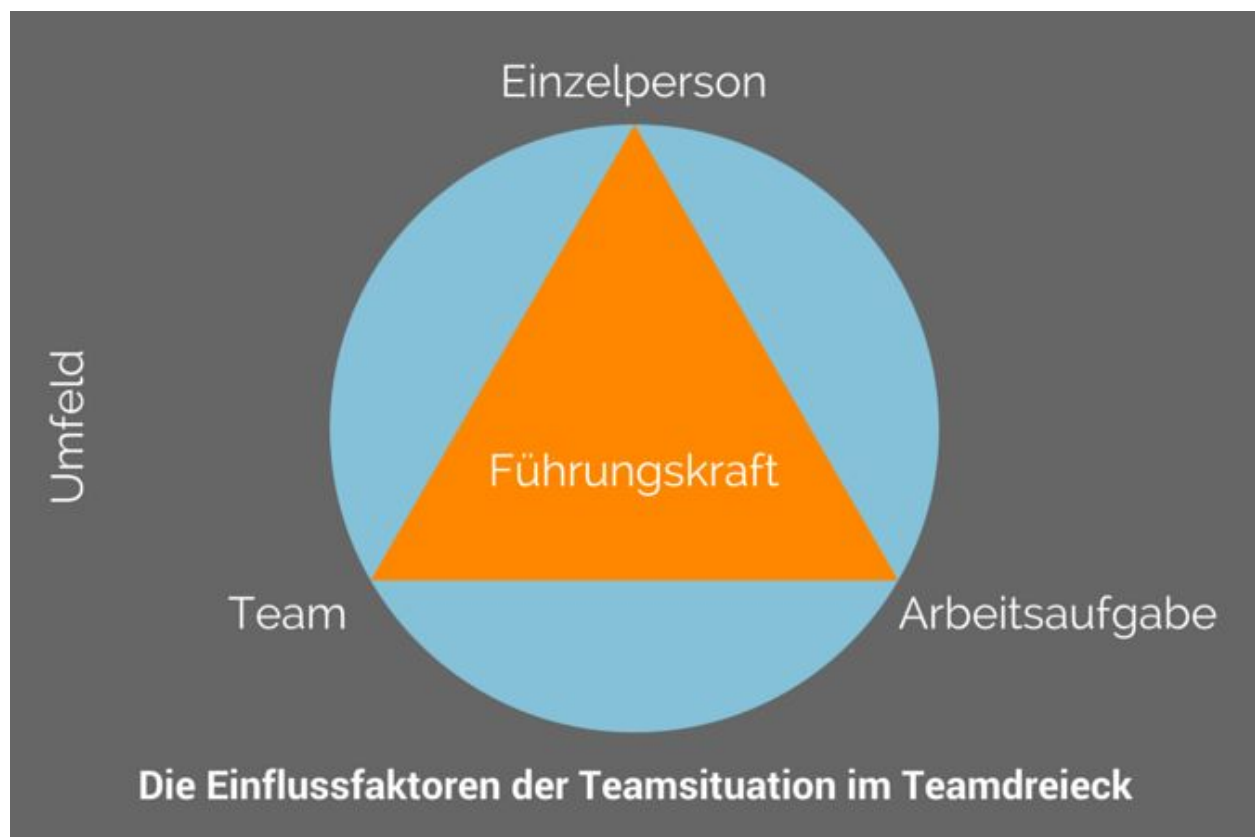 Einzelperson
Umfeld
Führungskraft
Team
Arbeitsaufgabe
Die Einflussfaktoren der Teamsituation im Teamdreieck